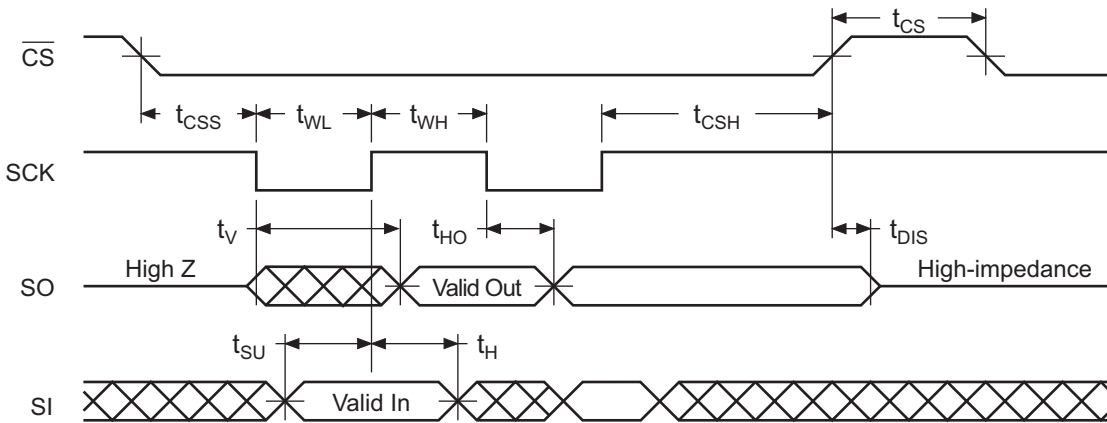 t_CS
CS
t_CSS t_WL t_WH t_CSH
SCK
t_V t_HO t_DIS
High Z Valid Out High-impedance
SO
t_SU t_H
SI Valid In